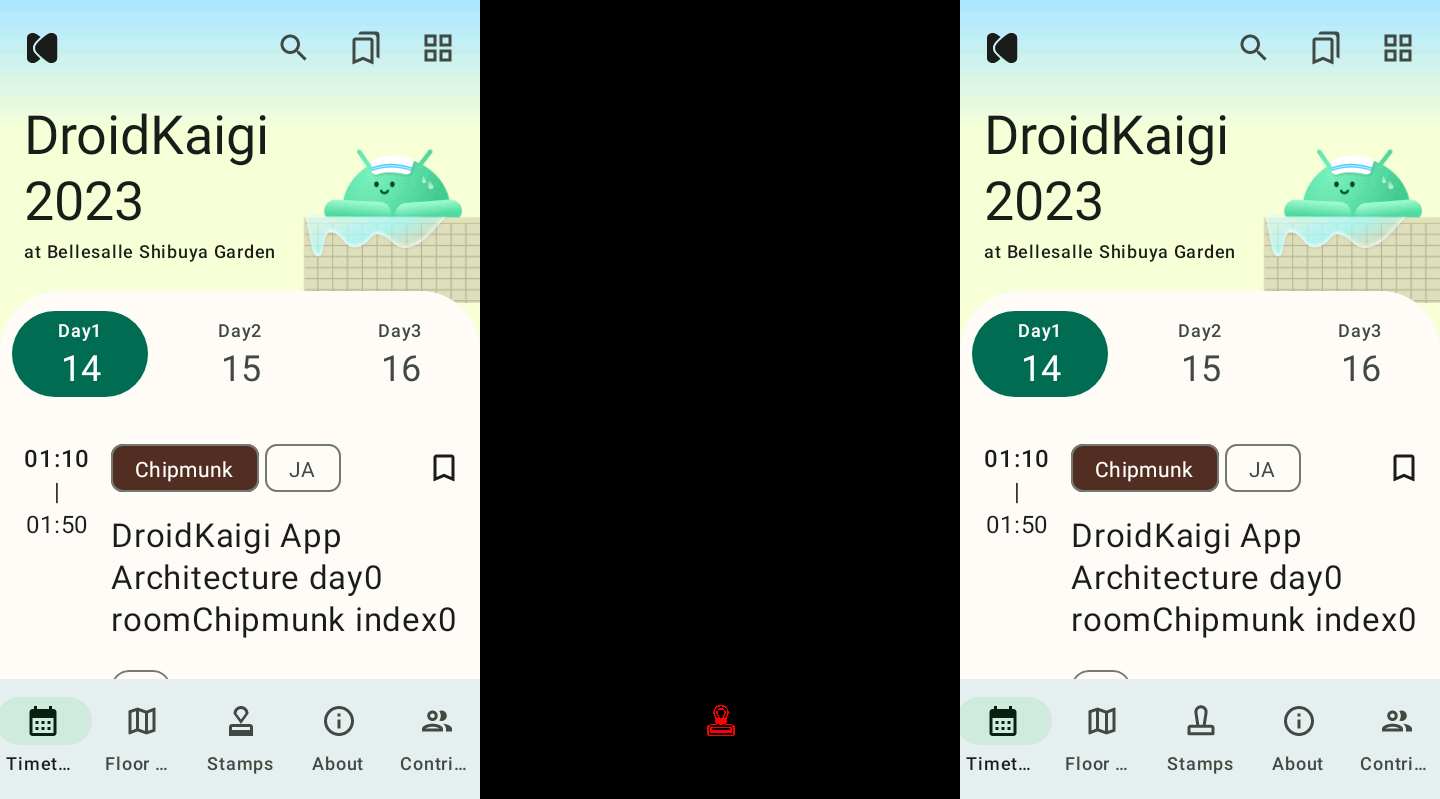 DroidKaigi
2023
at Bellesalle Shibuya Garden
Day1
14
Day2
15
Day3
16
01:10
|
01:50
Chipmunk
JA
DroidKaigi App
Architecture day0
roomChipmunk index0
Timet…
Floor …
Stamps
About
Contri…
DroidKaigi
2023
at Bellesalle Shibuya Garden
Day1
14
Day2
15
Day3
16
01:10
|
01:50
Chipmunk
JA
DroidKaigi App
Architecture day0
roomChipmunk index0
Timet…
Floor …
Stamps
About
Contri…